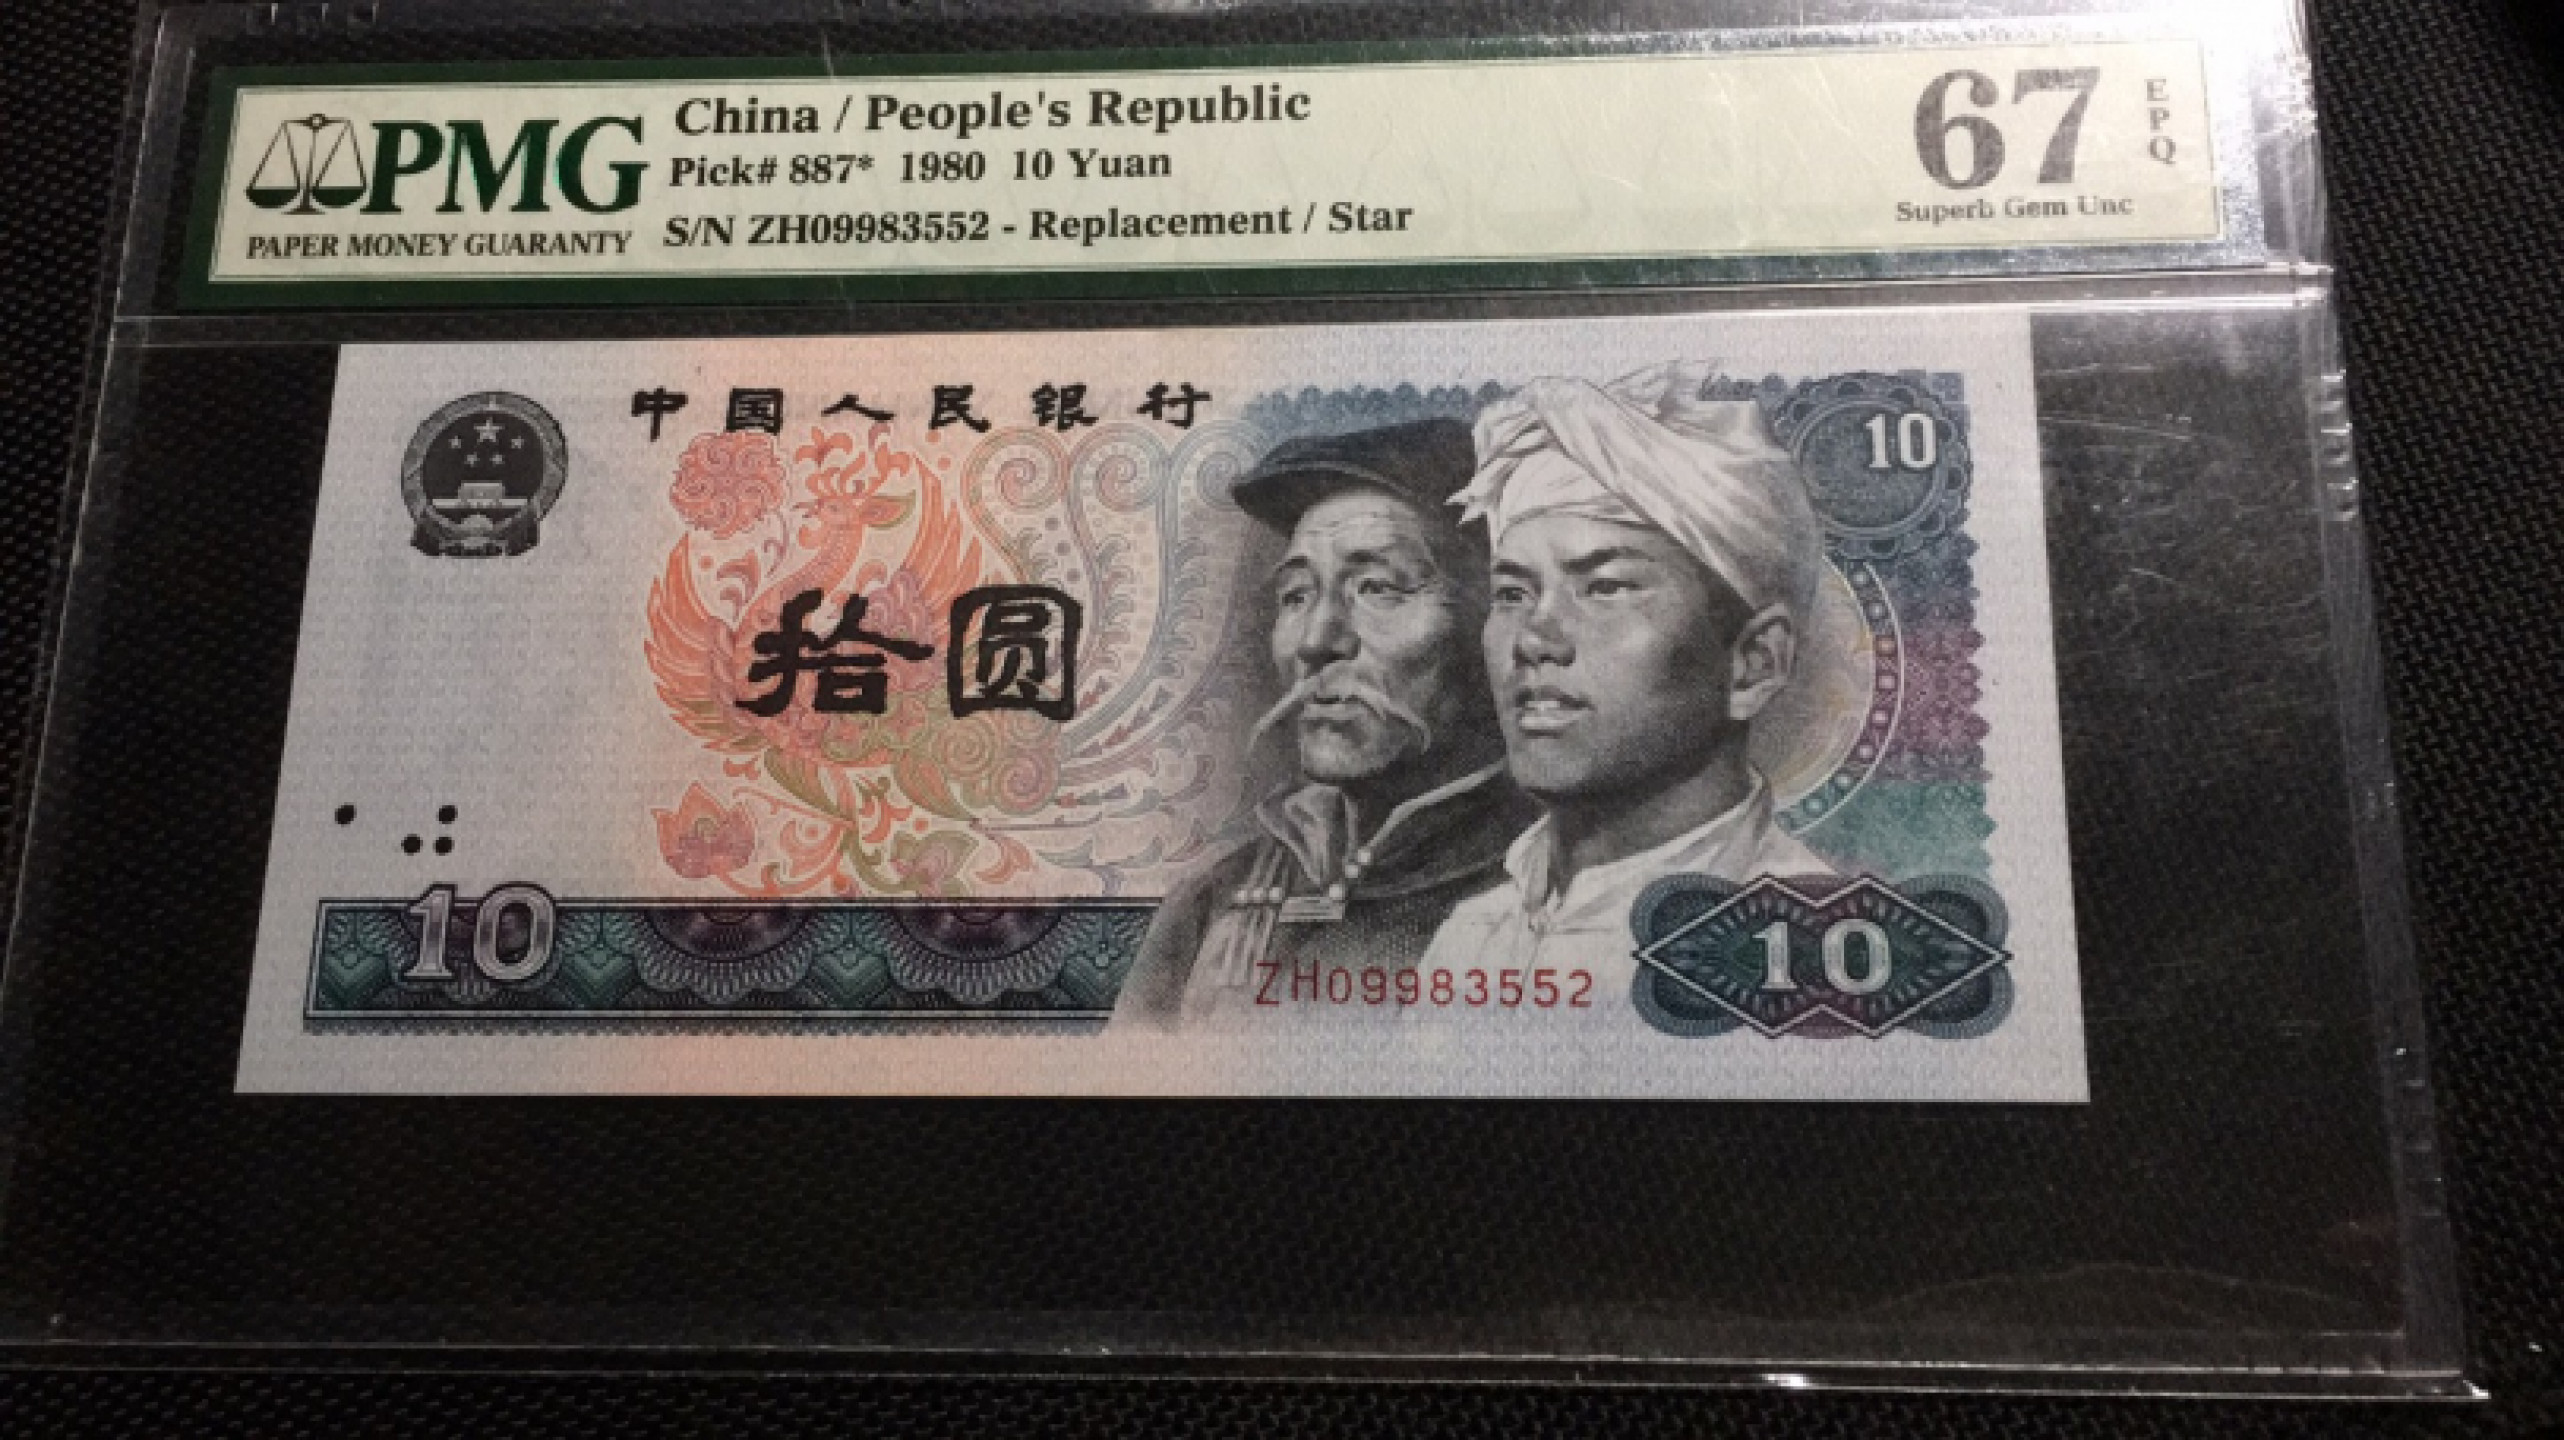 PMG
PAPER MONEY GUARANTY
China / People's Republic
Pick# 887* 1980 10 Yuan
S/N ZH09983552 - Replacement / Star
67
EPQ
Superb Gem Unc
中国人民银行
10
拾圆
10
ZH09983552
10